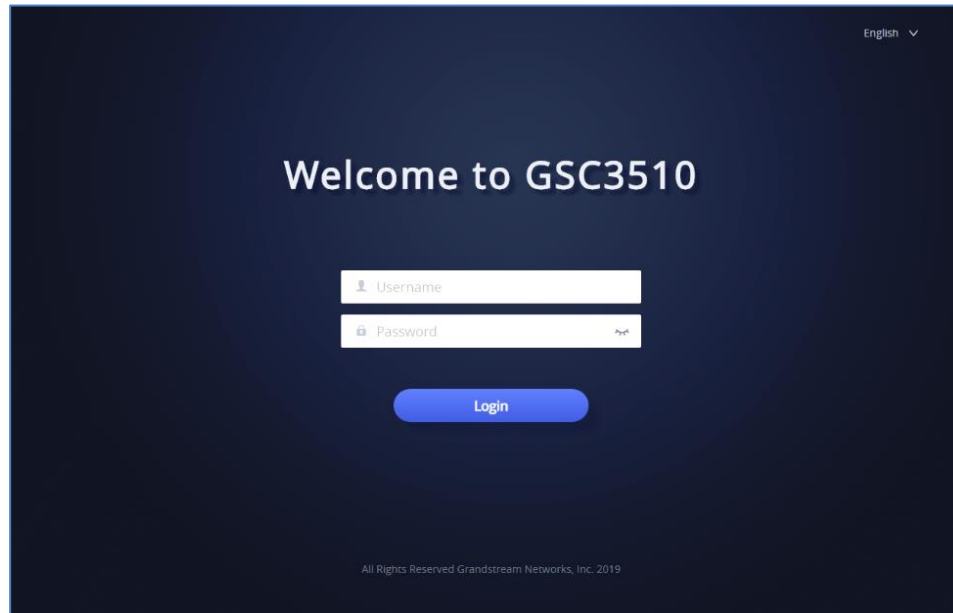 English
Welcome to GSC3510
Username
Password
Login
All Rights Reserved Grandstream Networks, Inc. 2019